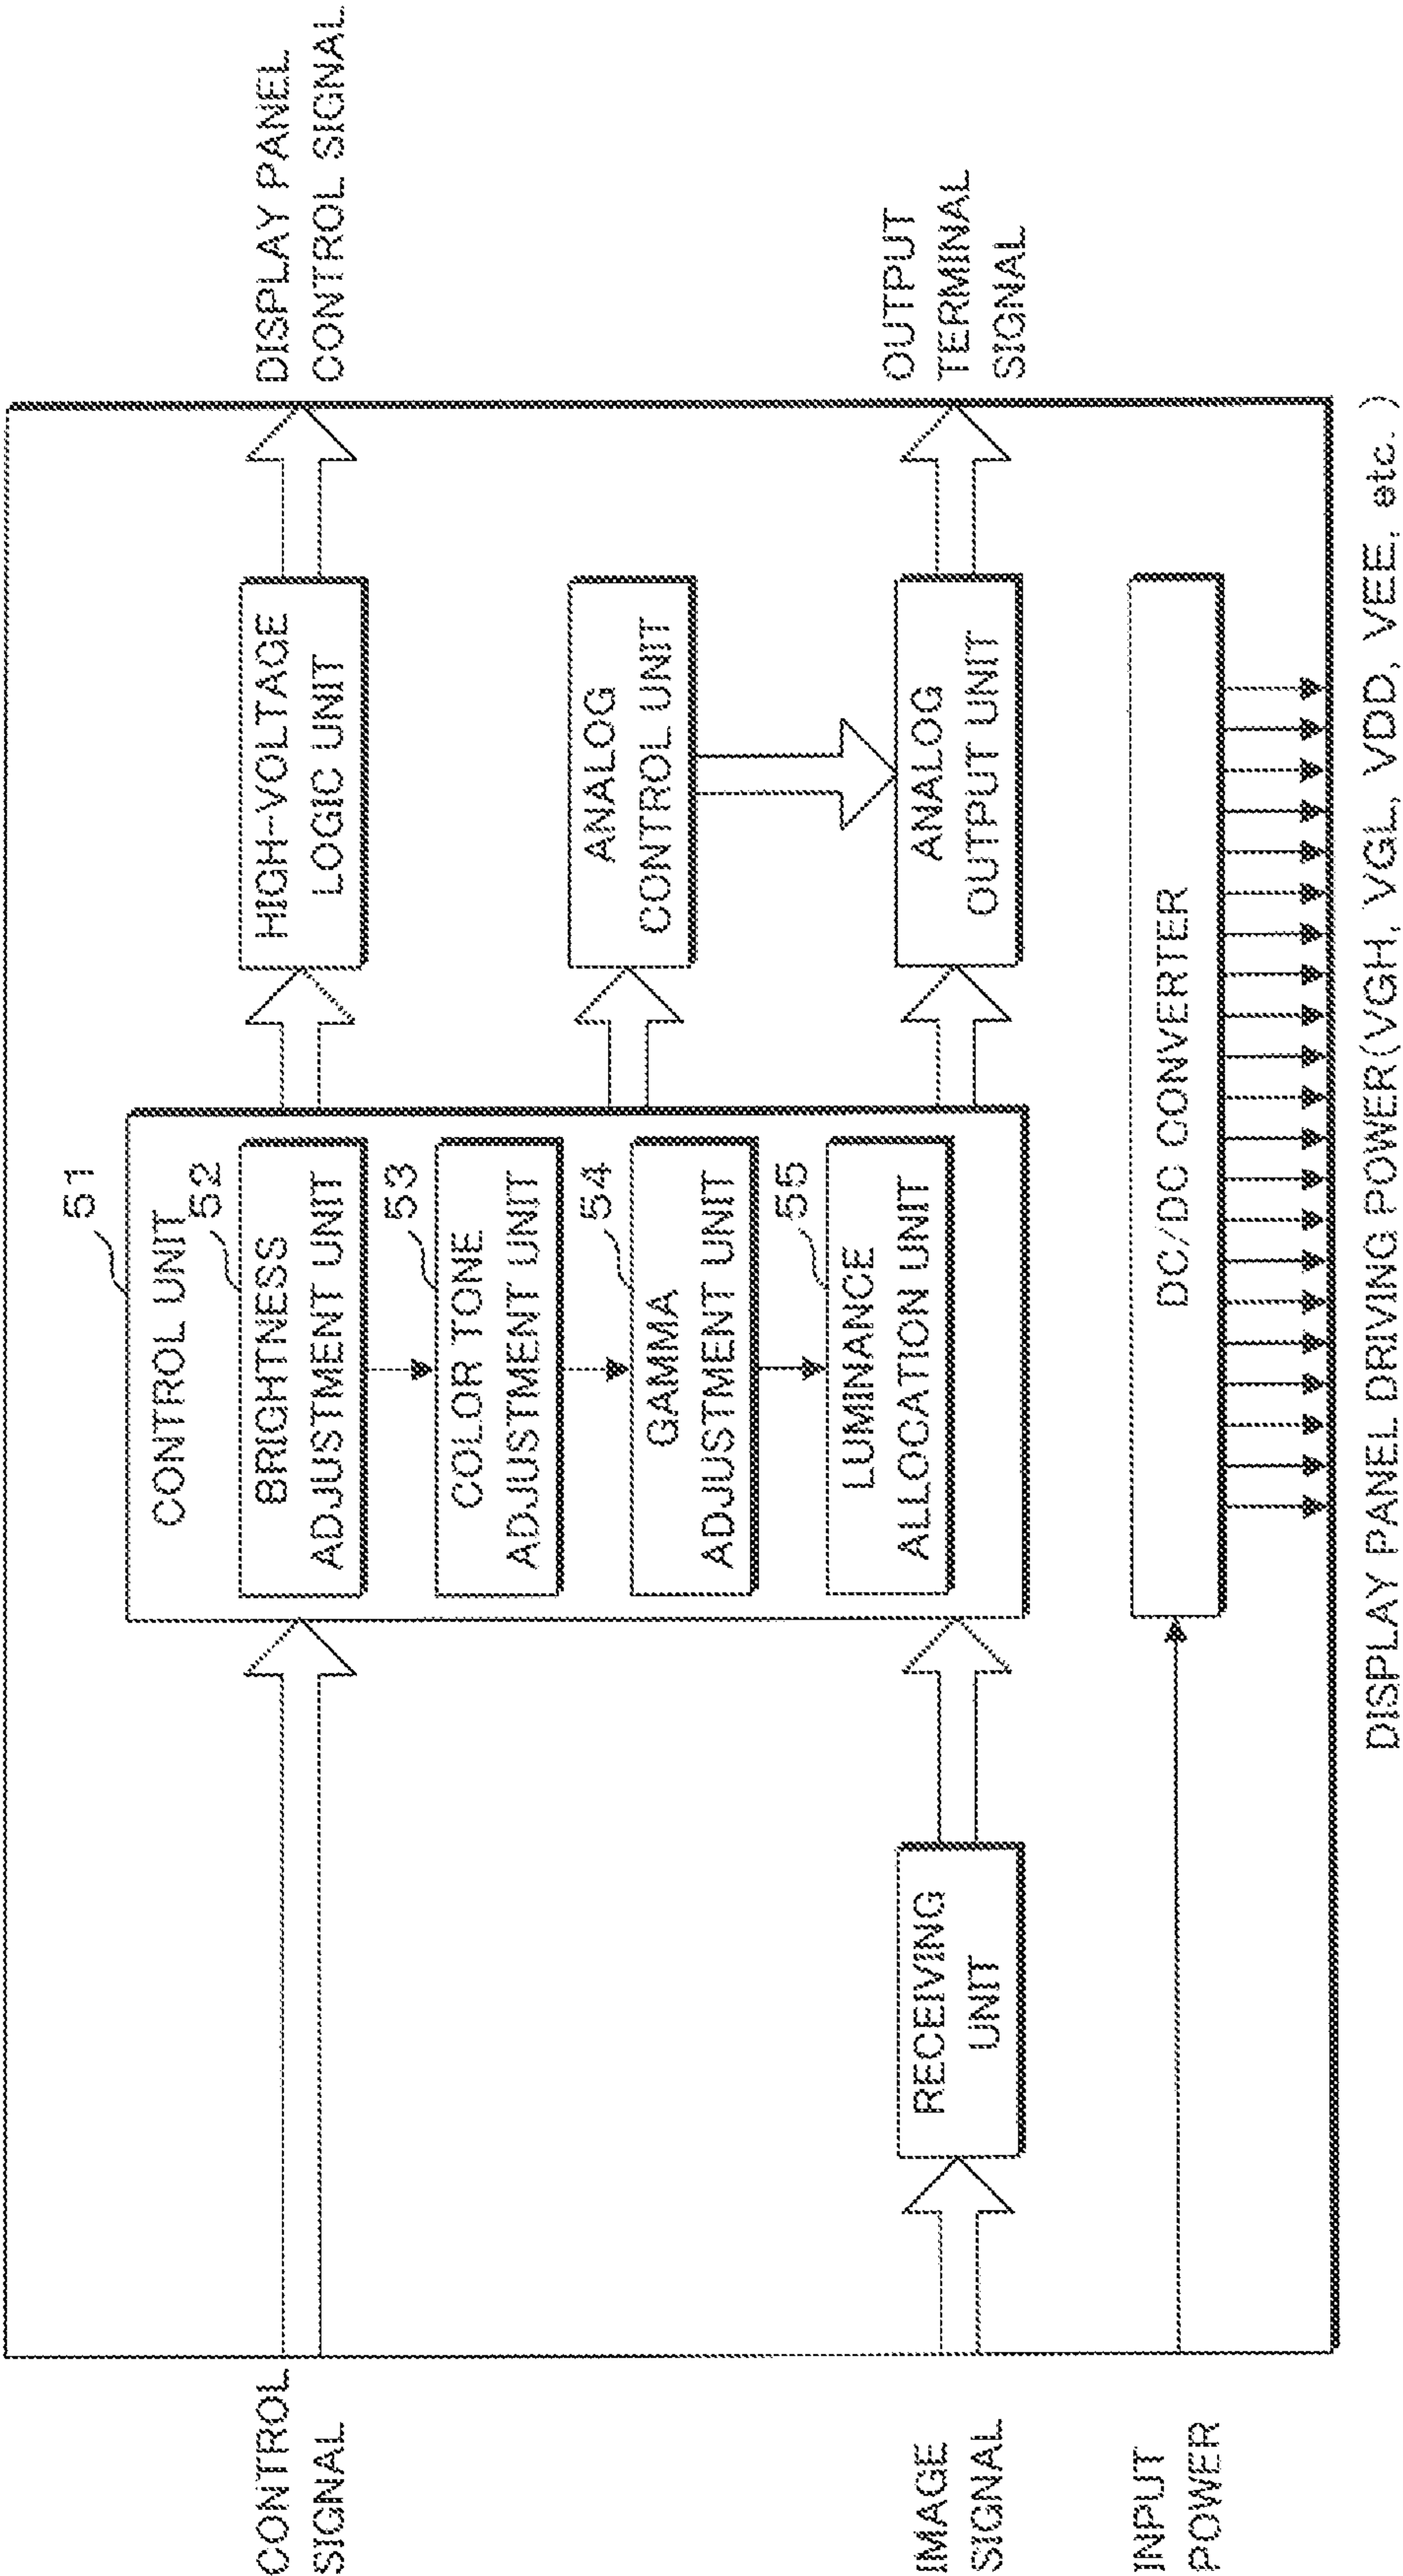 CONTROL
SIGNAL
IMAGE
SIGNAL
INPUT
POWER
RECEIVING
UNIT
51
CONTROL UNIT
52
BRIGHTNESS
ADJUSTMENT UNIT
53
COLOR TONE
ADJUSTMENT UNIT
54
GAMMA
ADJUSTMENT UNIT
55
LUMINANCE
ALLOCATION UNIT
HIGH-VOLTAGE
LOGIC UNIT
ANALOG
CONTROL UNIT
ANALOG
OUTPUT UNIT
DC/DC CONVERTER
DISPLAY PANEL
CONTROL SIGNAL
OUTPUT
TERMINAL
SIGNAL
DISPLAY PANEL DRIVING POWER(VGH, VGL, VDD, VEE, etc. )